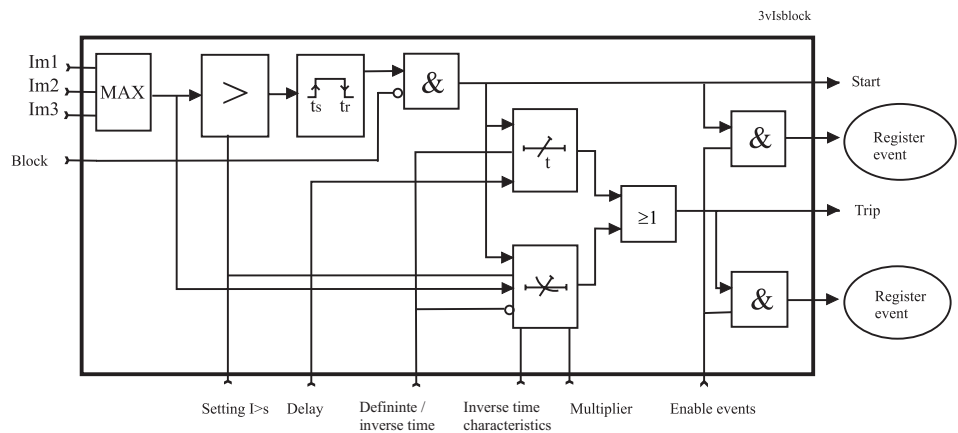 3vIsblock
Im1
Im2
Im3
MAX
>
ts tr
&
Start
Block
t
&
Register
event
≥1
Trip
&
Register
event
Setting I>s
Delay
Defininte /
inverse time
Inverse time
characteristics
Multiplier
Enable events